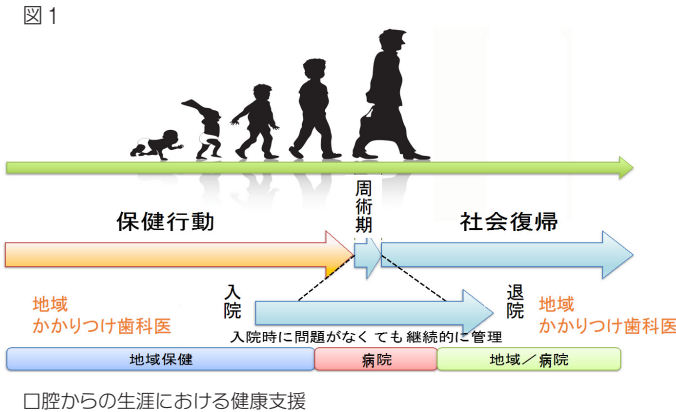 図1
周術期
保健行動
社会復帰
入院
退院
地域
かかりつけ歯科医
地域
かかりつけ歯科医
入院時に問題がなくても継続的に管理
地域保健
病院
地域／病院
口腔からの生涯における健康支援